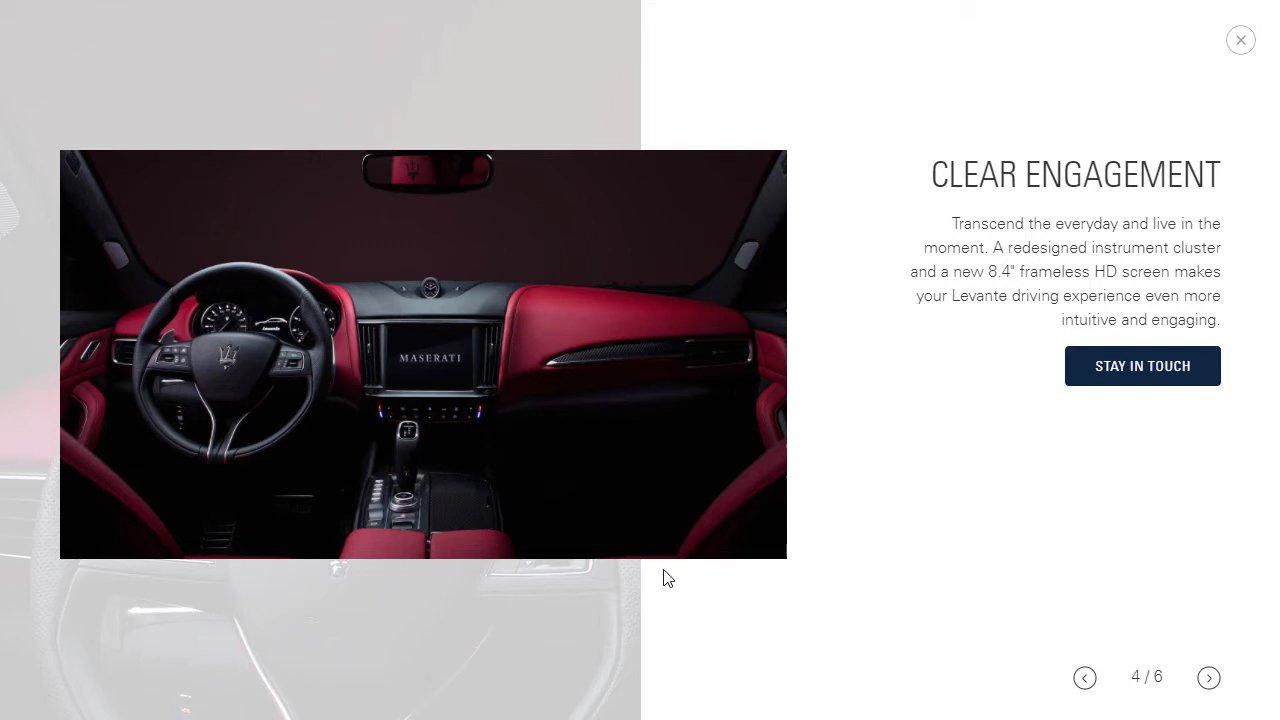 CLEAR ENGAGEMENT
Transcend the everyday and live in the
moment. A redesigned instrument cluster
and a new 8.4" frameless HD screen makes
your Levante driving experience even more
intuitive and engaging.
STAY IN TOUCH
MASERATI
4 / 6